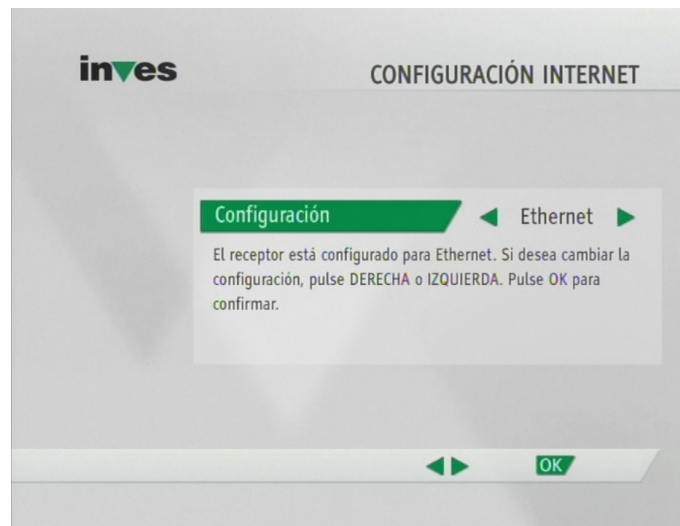 inves
CONFIGURACIÓN INTERNET
Configuración
Ethernet
El receptor está configurado para Ethernet. Si desea cambiar la
configuración, pulse DERECHA o IZQUIERDA. Pulse OK para
confirmar.
OK